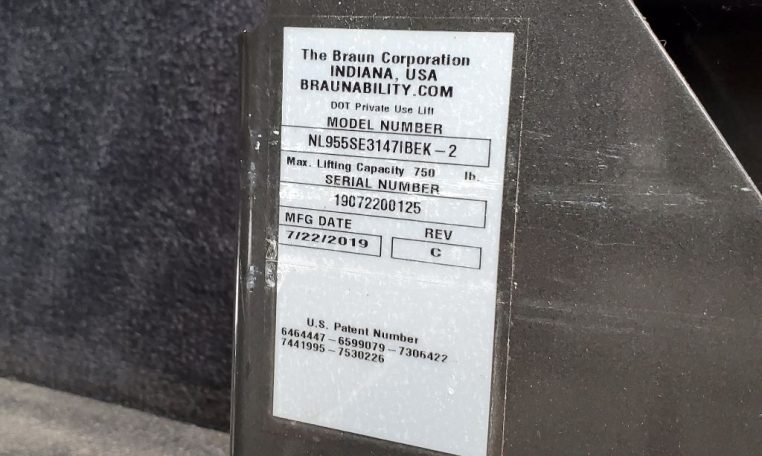 The Braun Corporation
INDIANA, USA
BRAUNABILITY.COM
DOT Private Use Lift
MODEL NUMBER
NL955SE3147IBEK-2
Max. Lifting Capacity 750 lb.
SERIAL NUMBER
19072200125
MFG DATE REV
7/22/2019 C
U.S. Patent Number
6464447-6599079-7306422
7441995-7530226